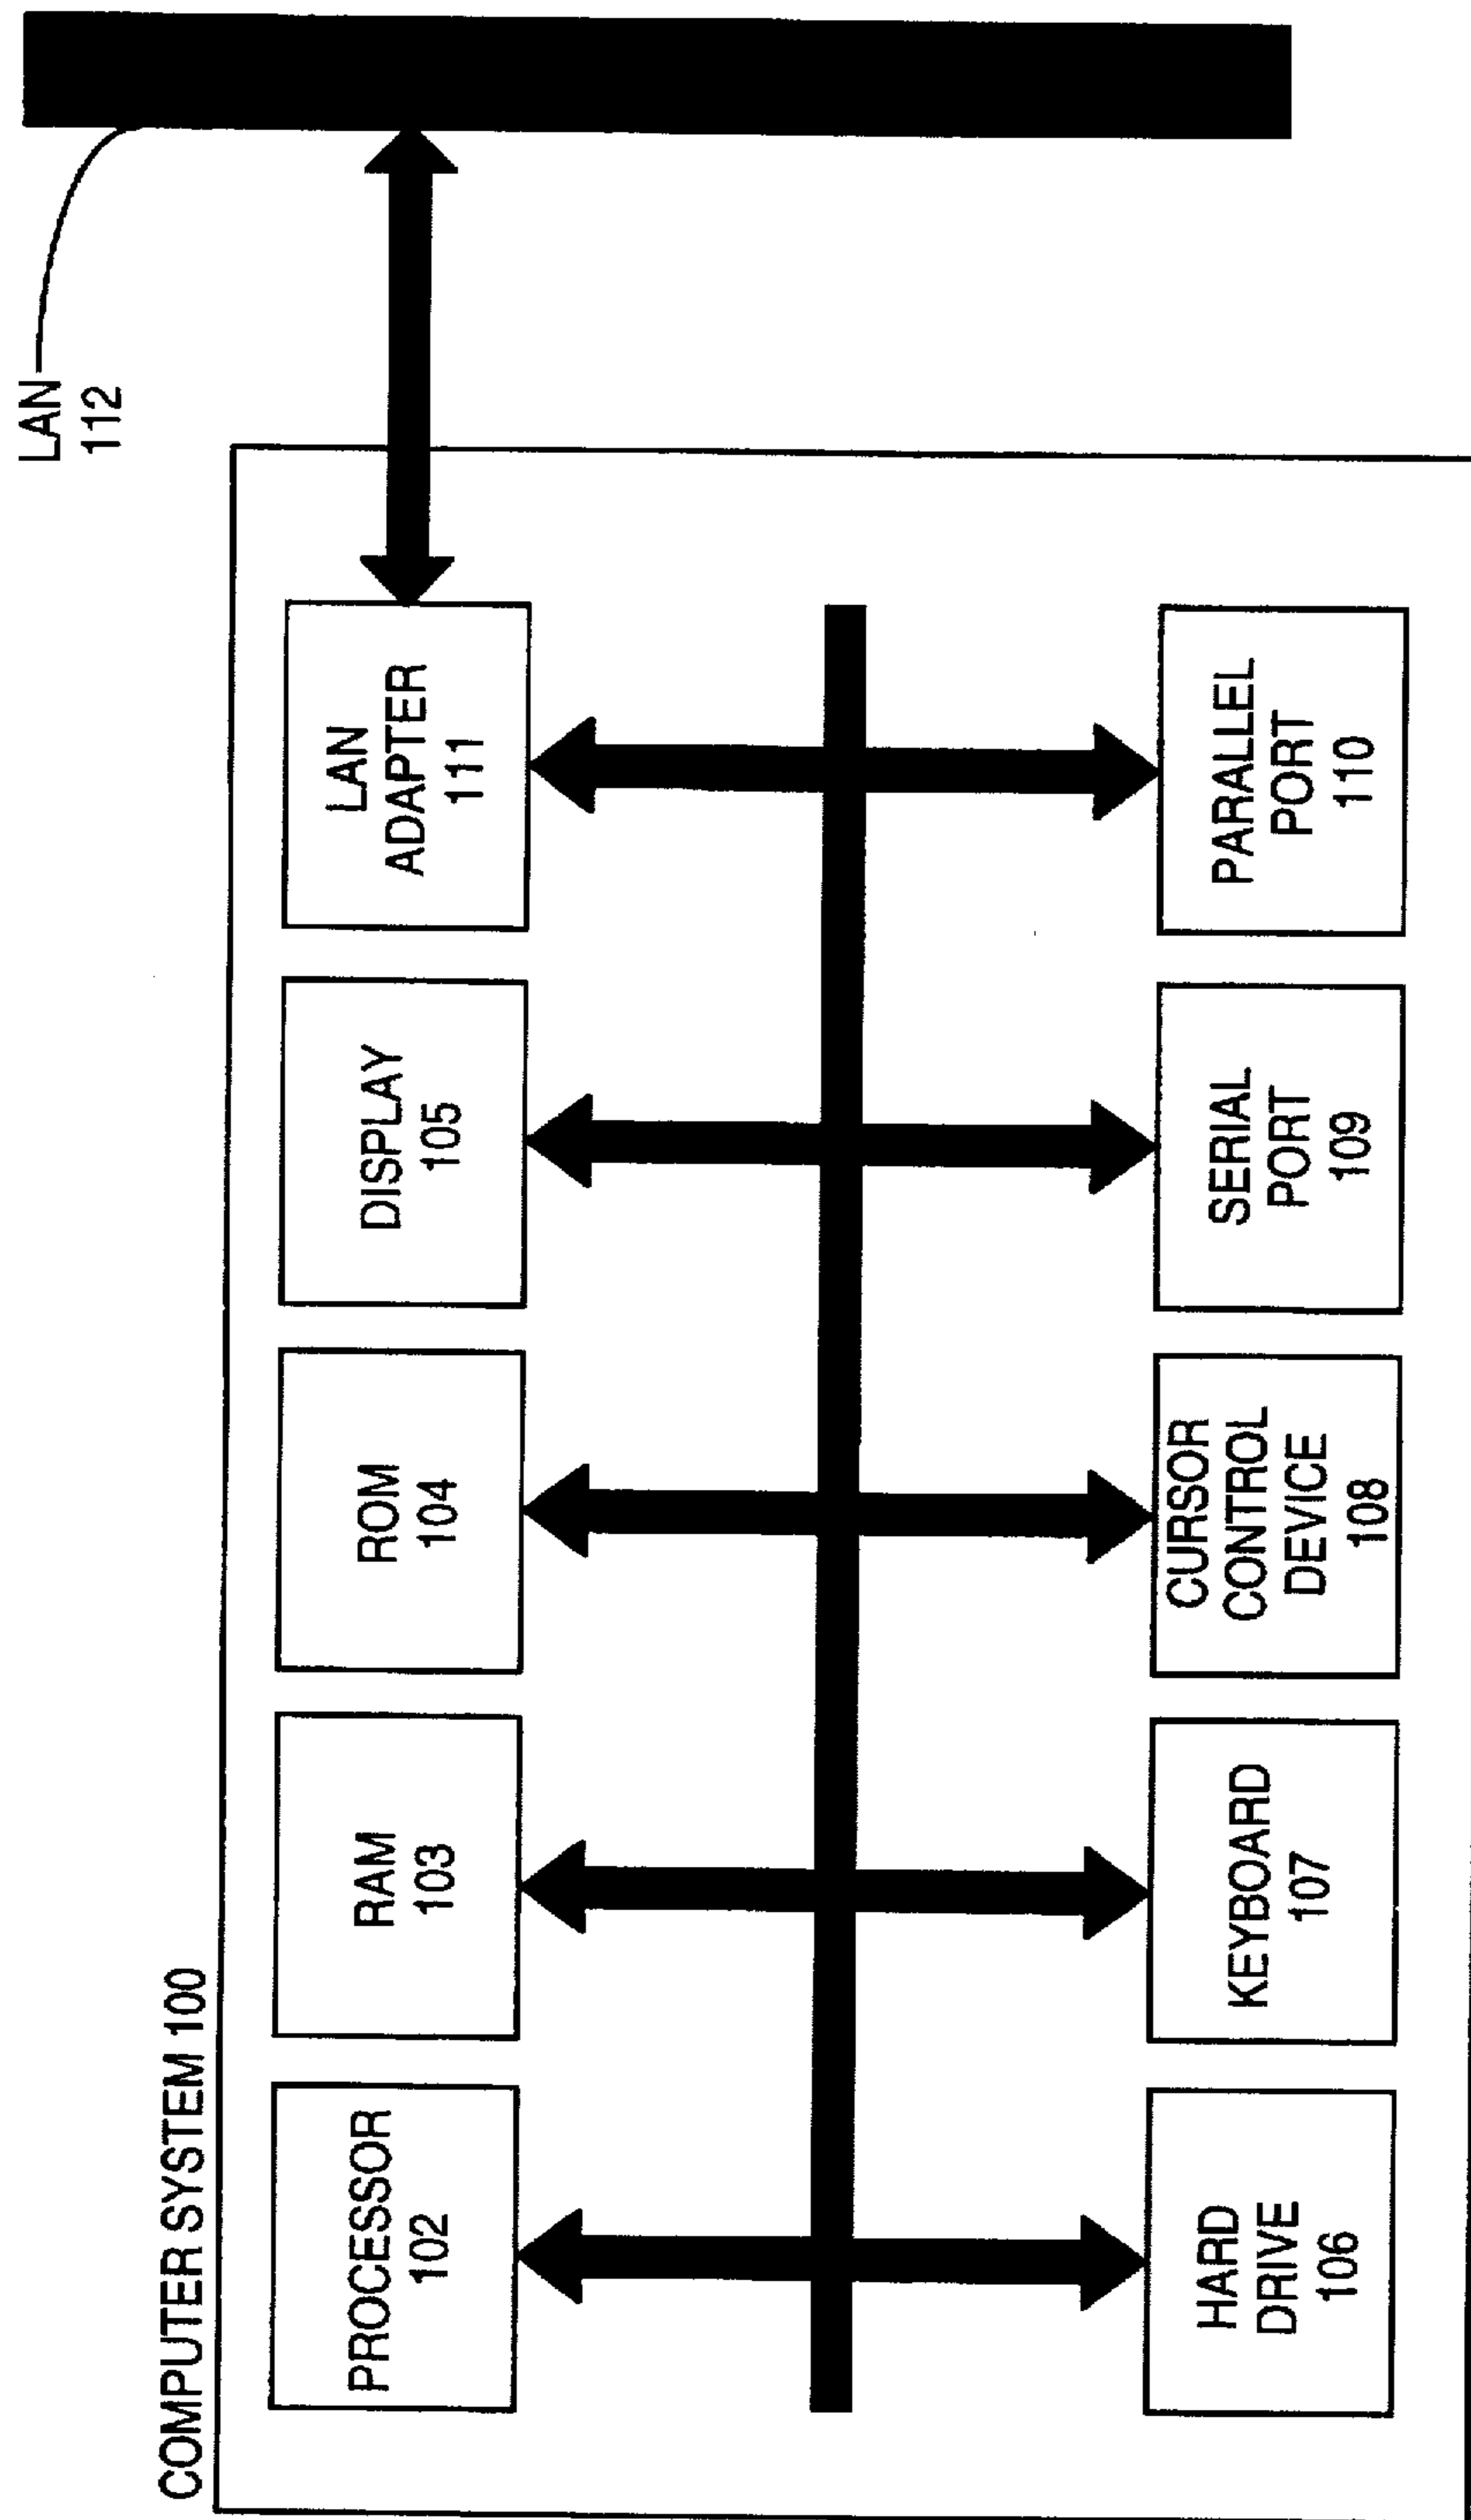 COMPUTER SYSTEM 100
PROCESSOR
102
RAM
103
ROM
104
DISPLAY
105
LAN
ADAPTER
111
LAN
112
HARD
DRIVE
106
KEYBOARD
107
CURSOR
CONTROL
DEVICE
108
SERIAL
PORT
109
PARALLEL
PORT
110